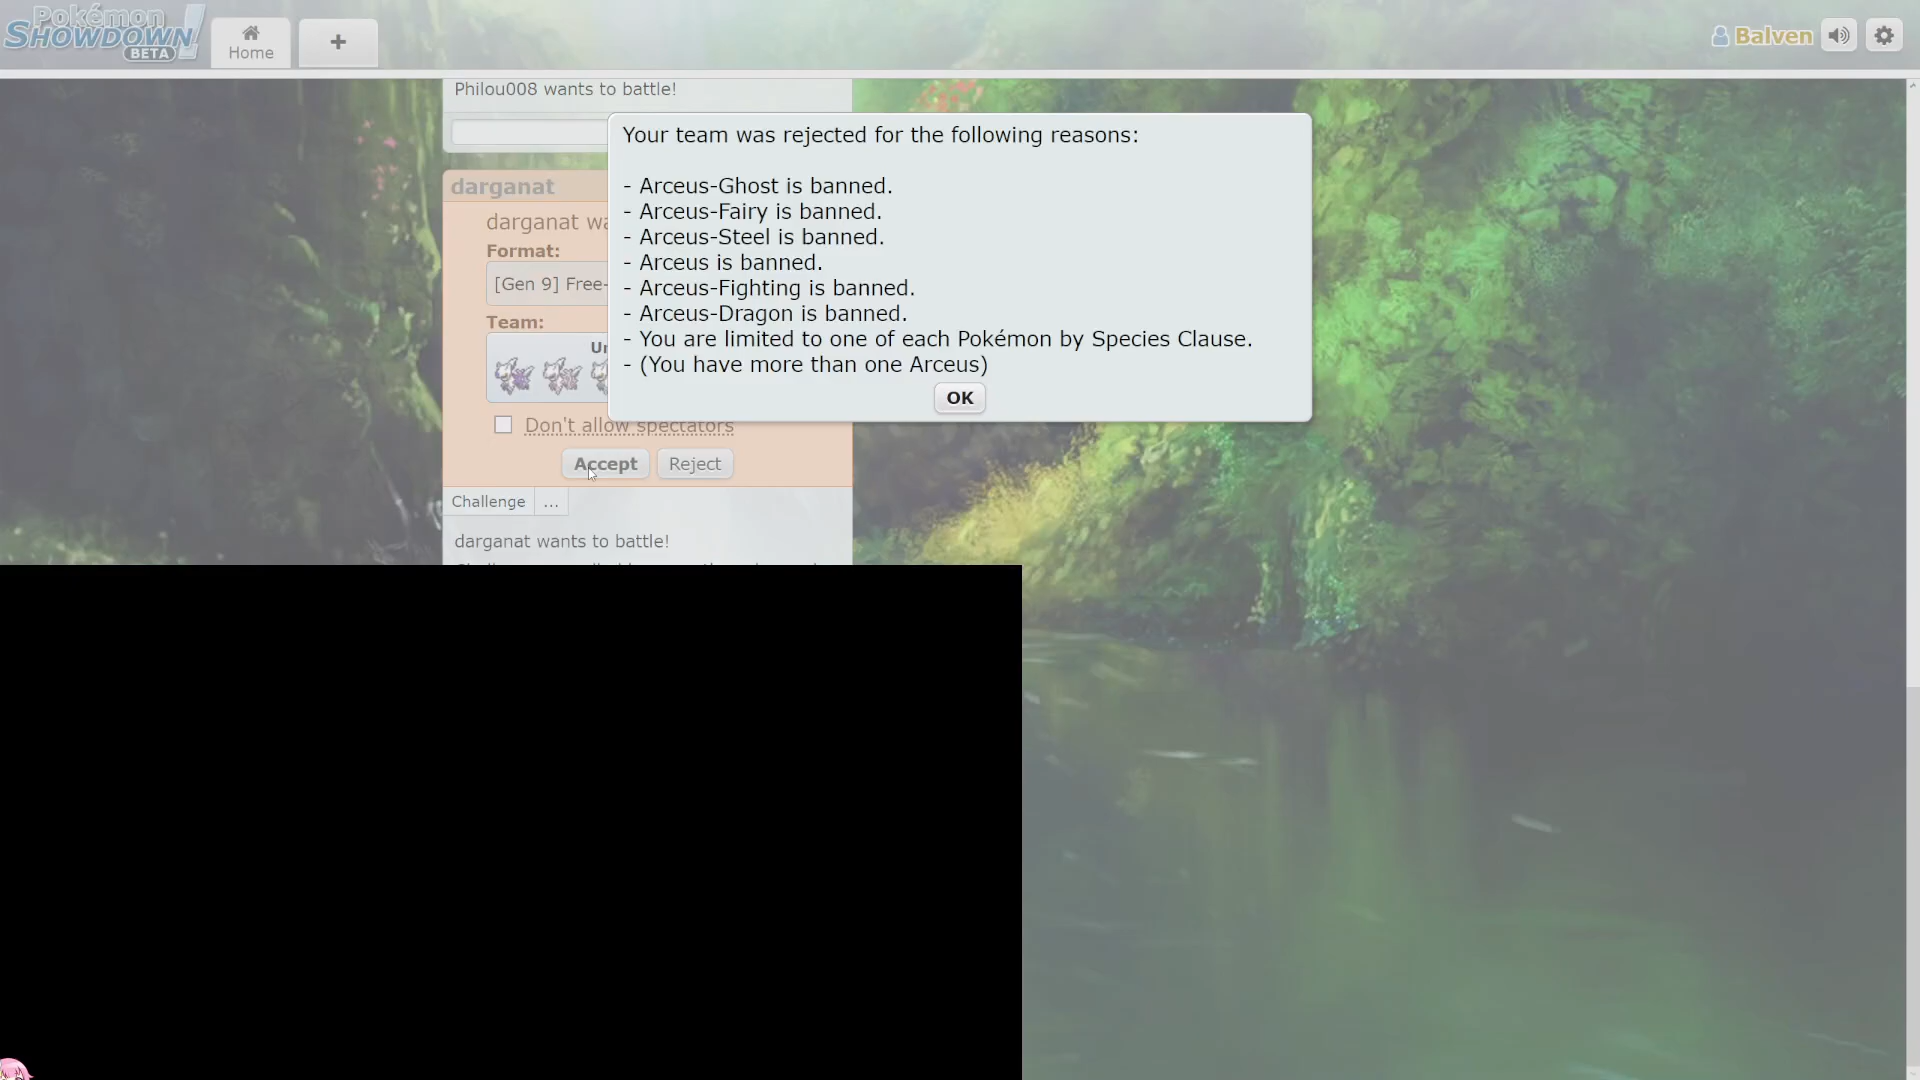 Pokémon
SHOWDOWN!
BETA
Home
+
Balven
Philou008 wants to battle!
darganat
darganat wa
Format:
[Gen 9] Free-
Team:
Don't allow spectators
Accept
Reject
Challenge
...
darganat wants to battle!
Your team was rejected for the following reasons:
- Arceus-Ghost is banned.
- Arceus-Fairy is banned.
- Arceus-Steel is banned.
- Arceus is banned.
- Arceus-Fighting is banned.
- Arceus-Dragon is banned.
- You are limited to one of each Pokémon by Species Clause.
- (You have more than one Arceus)
OK